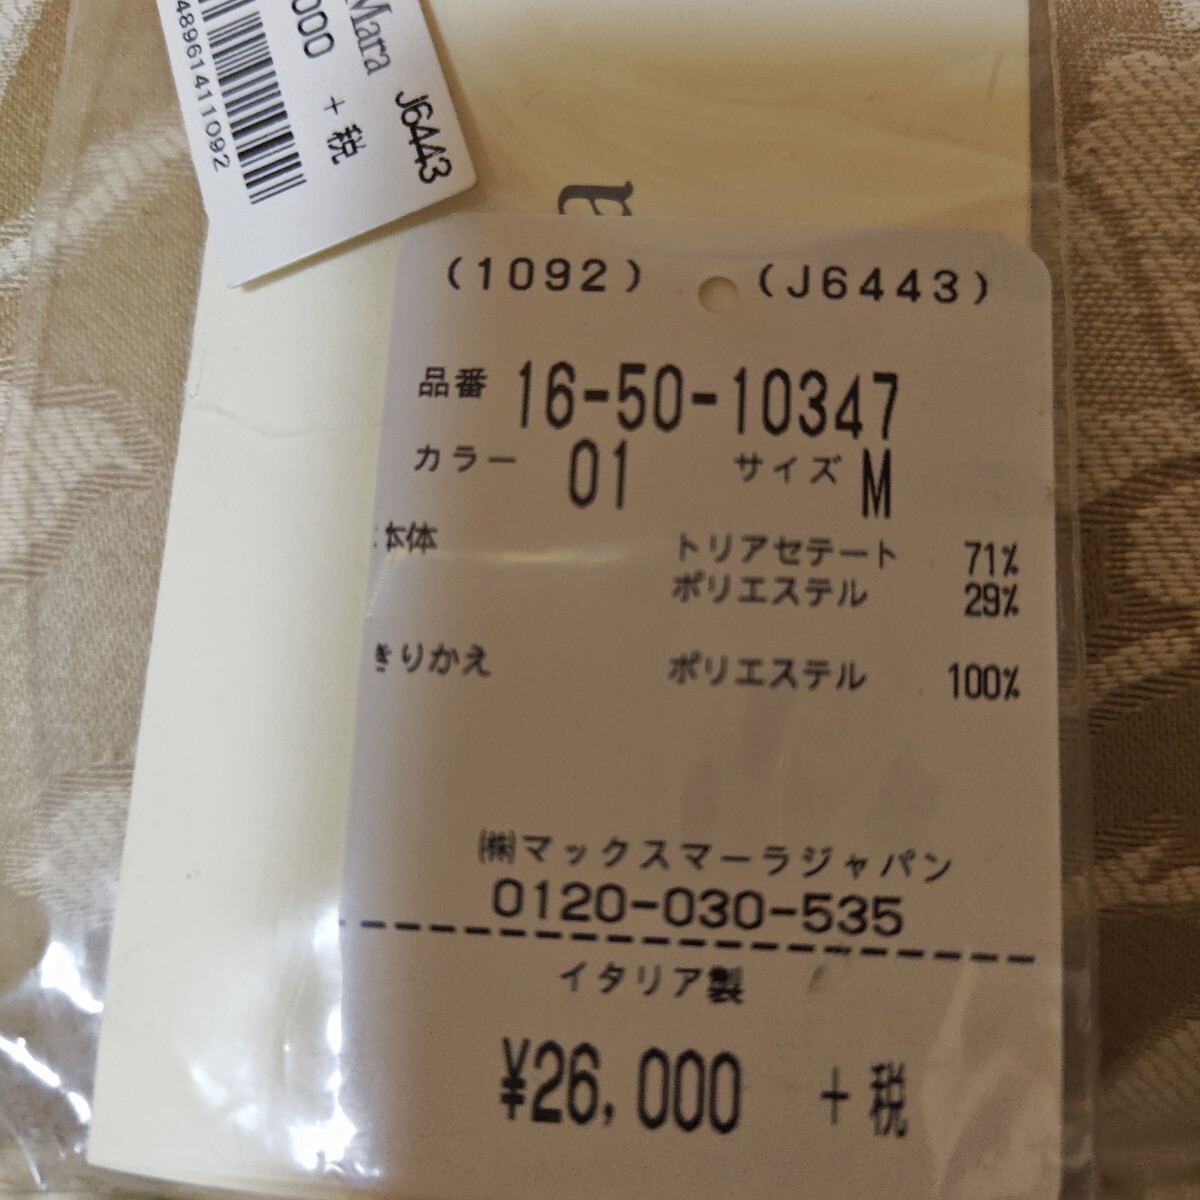 Mara
J6443
000 + 税
489614110​92
a
(1092) (J6443)
品番 16-50-10347
カラー 01 サイズ M
本体 トリアセテート 71%
ポリエステル 29%
きりかえ ポリエステル 100%
㈱マックスマーラジャパン
0120-030-535
イタリア製
¥26,000 + 税